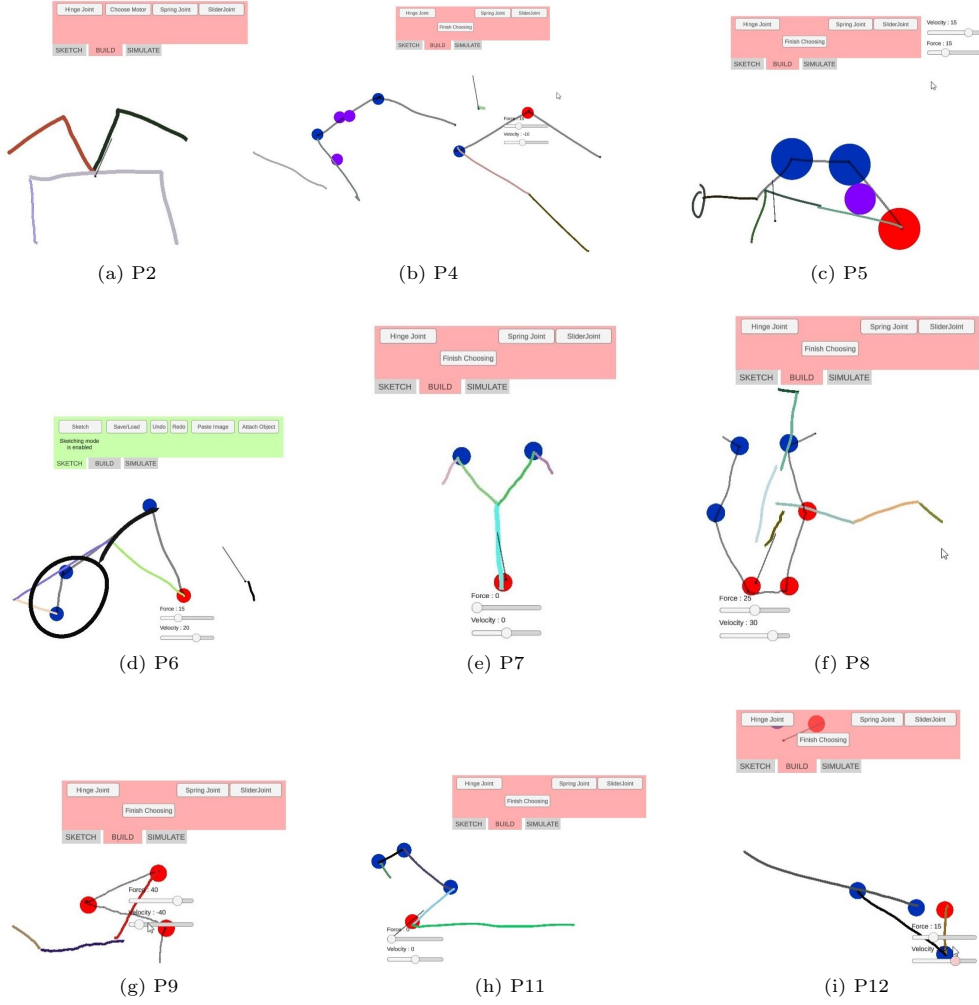 Hinge Joint Choose Motor Spring Joint SliderJoint
SKETCH BUILD SIMULATE
(a) P2
Hinge Joint Spring Joint SliderJoint
Finish Choosing
SKETCH BUILD SIMULATE
Force : 15
Velocity : -10
(b) P4
Hinge Joint Spring Joint SliderJoint
Finish Choosing
SKETCH BUILD SIMULATE
Velocity : 15
Force : 15
(c) P5
Sketch Save/Load Undo Redo Paste Image Attach Object
Sketching mode
is enabled
SKETCH BUILD SIMULATE
Force : 15
Velocity : 20
(d) P6
Hinge Joint Spring Joint SliderJoint
Finish Choosing
SKETCH BUILD SIMULATE
Force : 0
Velocity : 0
(e) P7
Hinge Joint Spring Joint SliderJoint
Finish Choosing
SKETCH BUILD SIMULATE
Force : 25
Velocity : 30
(f) P8
Hinge Joint Spring Joint SliderJoint
Finish Choosing
SKETCH BUILD SIMULATE
Force : 40
Velocity : -40
(g) P9
Hinge Joint Spring Joint SliderJoint
Finish Choosing
SKETCH BUILD SIMULATE
Force : 0
Velocity : 0
(h) P11
Hinge Joint Spring Joint SliderJoint
Finish Choosing
SKETCH BUILD SIMULATE
Force : 15
(i) P12